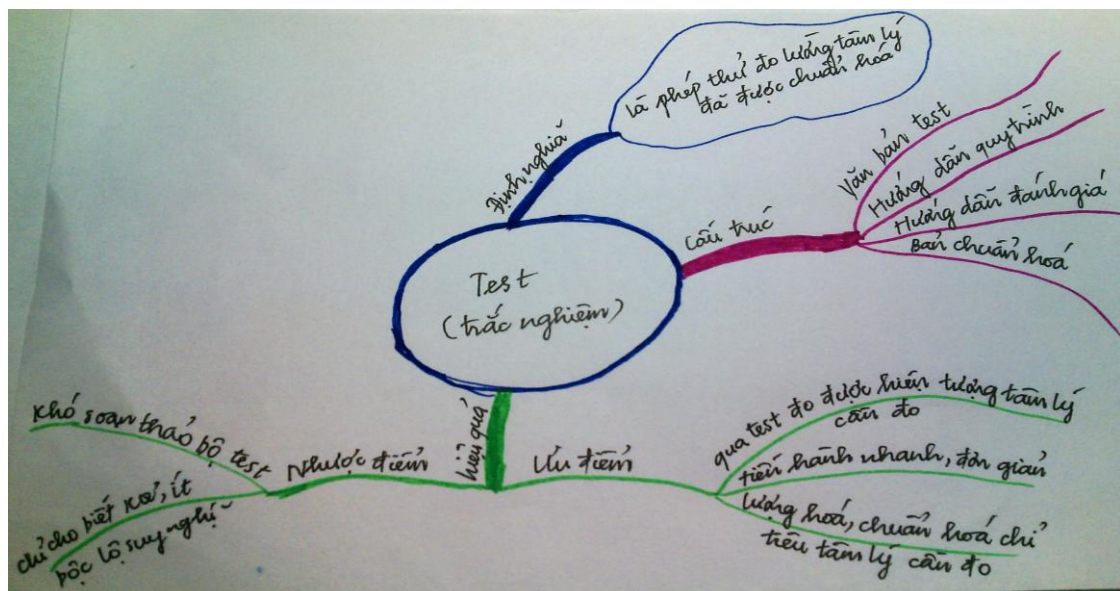 Test
(trắc nghiệm)
Định nghĩa
là phép thử đo lường tâm lý
đã được chuẩn hoá
Cấu trúc
Văn bản test
Hướng dẫn quy trình
Hướng dẫn đánh giá
Bản chuẩn hoá
hiệu quả
Ưu điểm
qua test đo được hiện tượng tâm lý
cần đo
tiến hành nhanh, đơn giản
lượng hoá, chuẩn hoá chỉ
tiêu tâm lý cần đo
Nhược điểm
Khó soạn thảo bộ test
chỉ cho biết KQ, ít
bộc lộ suy nghĩ